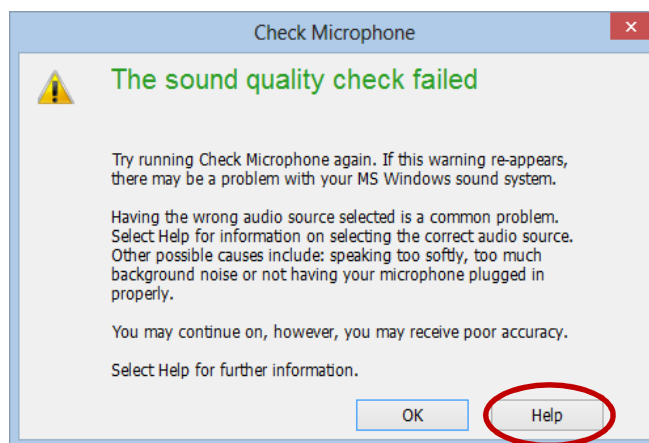 Check Microphone
The sound quality check failed
Try running Check Microphone again. If this warning re-appears,
there may be a problem with your MS Windows sound system.
Having the wrong audio source selected is a common problem.
Select Help for information on selecting the correct audio source.
Other possible causes include: speaking too softly, too much
background noise or not having your microphone plugged in
properly.
You may continue on, however, you may receive poor accuracy.
Select Help for further information.
OK Help